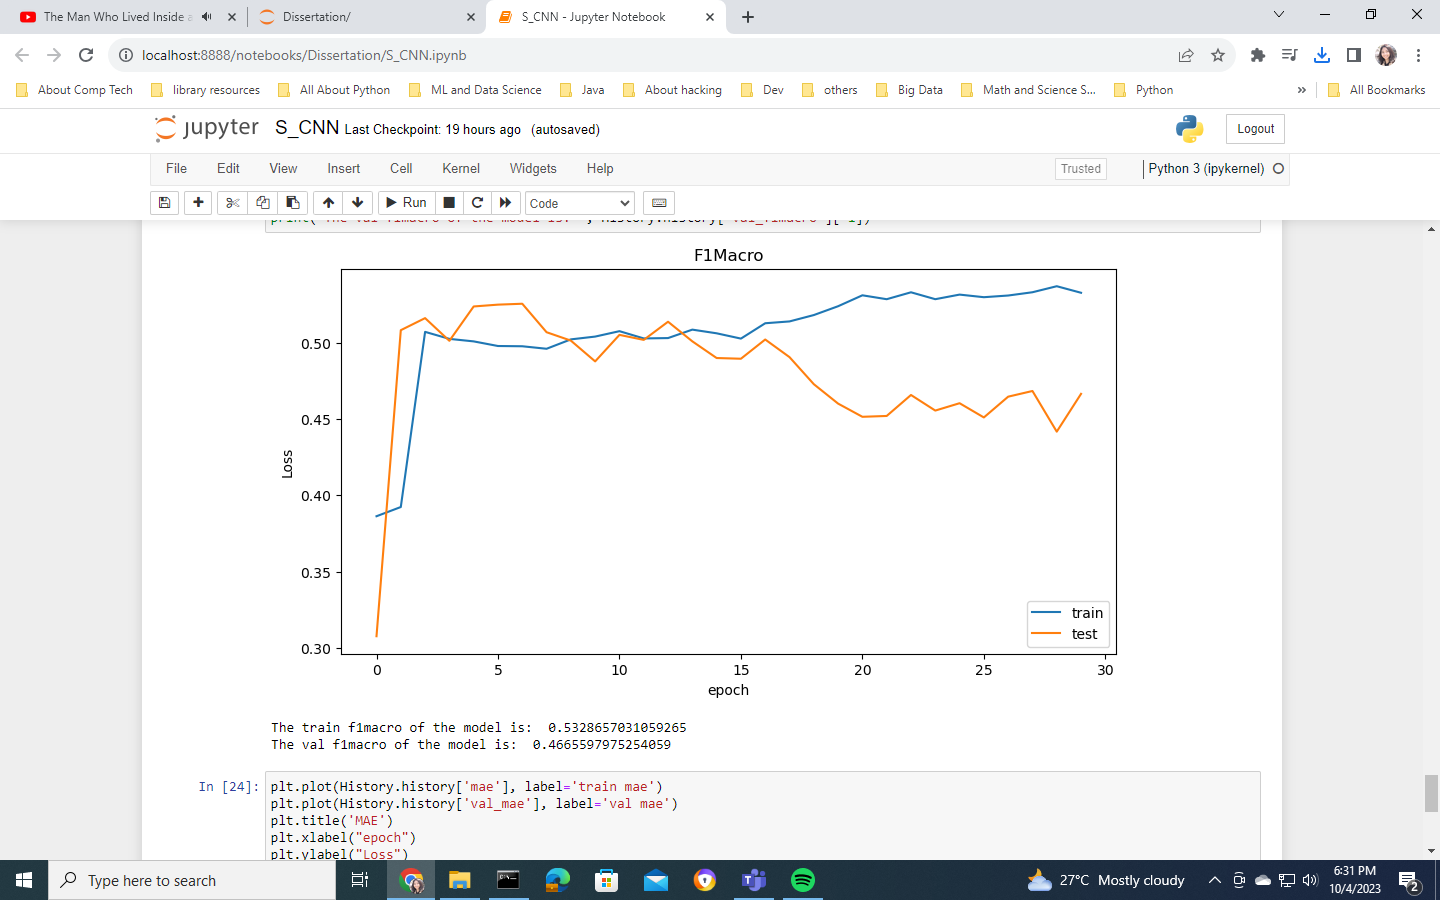 The Man Who Lived Inside a
Dissertation/
S_CNN - Jupyter Notebook
localhost:8888/notebooks/Dissertation/S_CNN.ipynb
About Comp Tech
library resources
All About Python
ML and Data Science
Java
About hacking
Dev
others
Big Data
Math and Science S...
Python
»
All Bookmarks
jupyter S_CNN Last Checkpoint: 19 hours ago (autosaved)
Logout
File Edit View Insert Cell Kernel Widgets Help
Trusted
Python 3 (ipykernel)
Run
Code
F1Macro
0.50
0.45
0.40
0.35
0.30
Loss
train
test
0 5 10 15 20 25 30
epoch
The train f1macro of the model is:  0.5328657031059265
The val f1macro of the model is:  0.4665597975254059
In [24]:
plt.plot(History.history['mae'], label='train mae')
plt.plot(History.history['val_mae'], label='val mae')
plt.title('MAE')
plt.xlabel("epoch")
plt.ylabel("Loss")
Type here to search
27°C Mostly cloudy
6:31 PM
10/4/2023
2